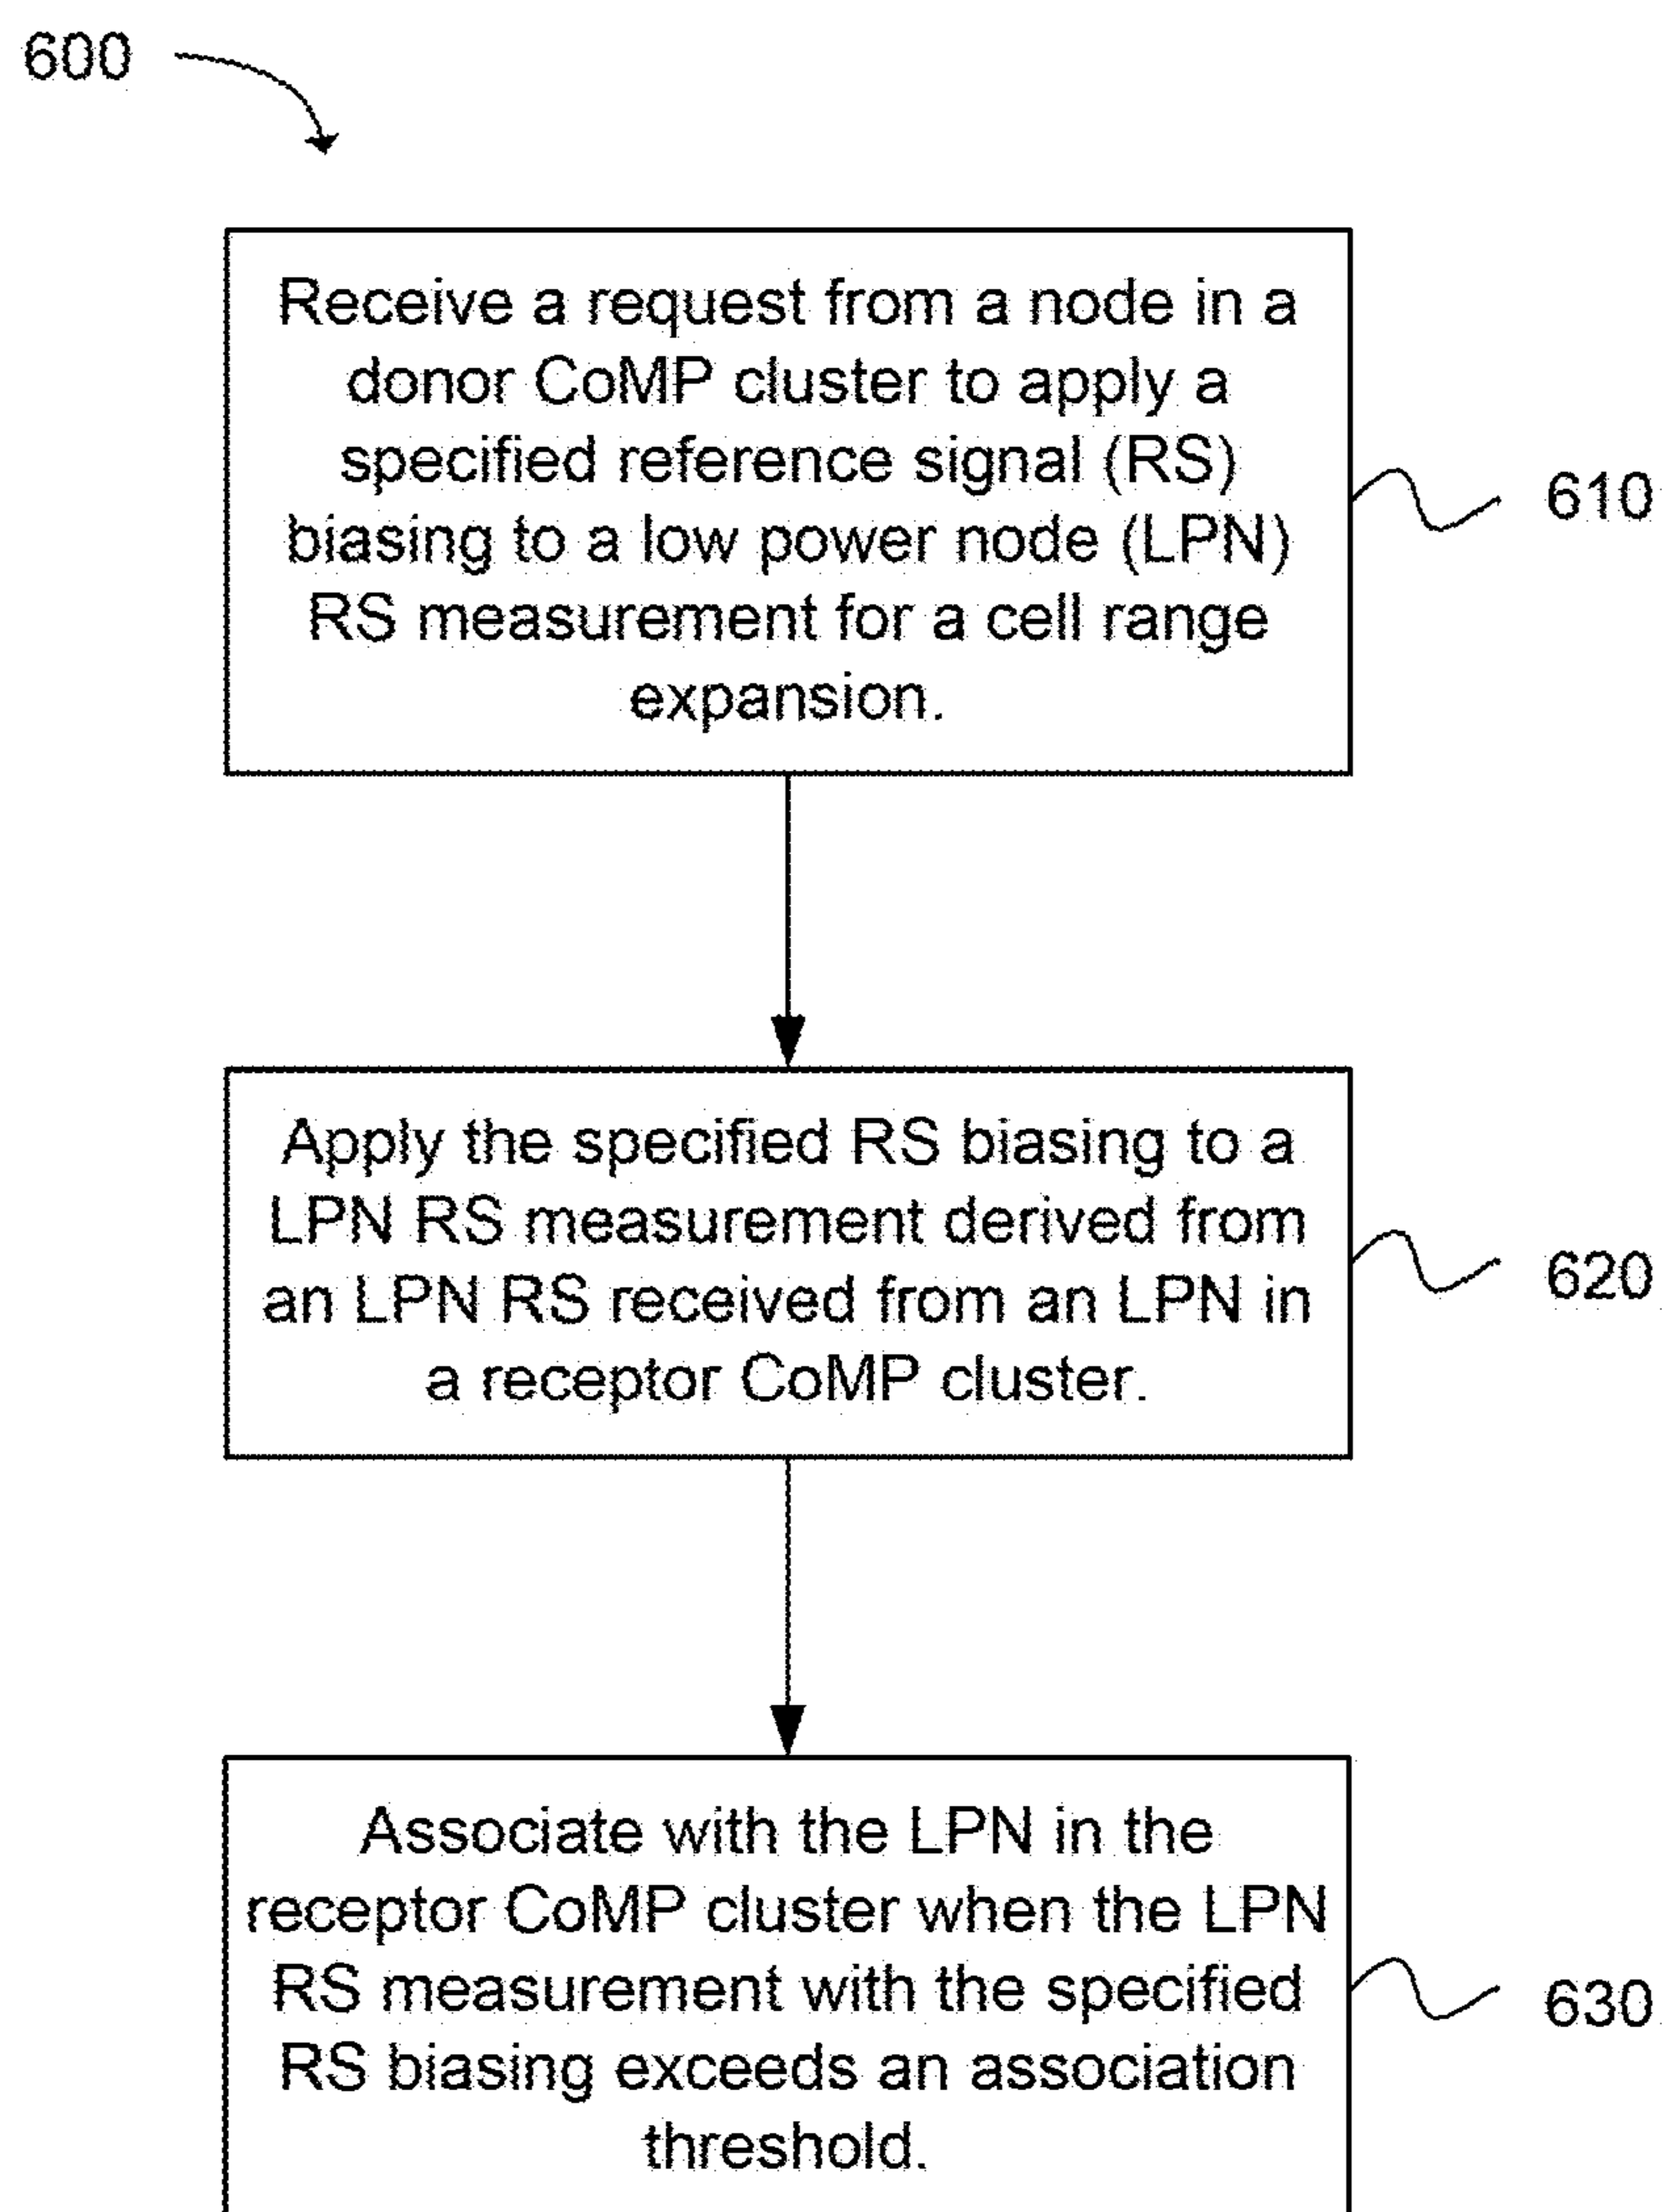 600
Receive a request from a node in a
donor CoMP cluster to apply a
specified reference signal (RS)
biasing to a low power node (LPN)
RS measurement for a cell range
expansion.
610
Apply the specified RS biasing to a
LPN RS measurement derived from
an LPN RS received from an LPN in
a receptor CoMP cluster.
620
Associate with the LPN in the
receptor CoMP cluster when the LPN
RS measurement with the specified
RS biasing exceeds an association
threshold.
630